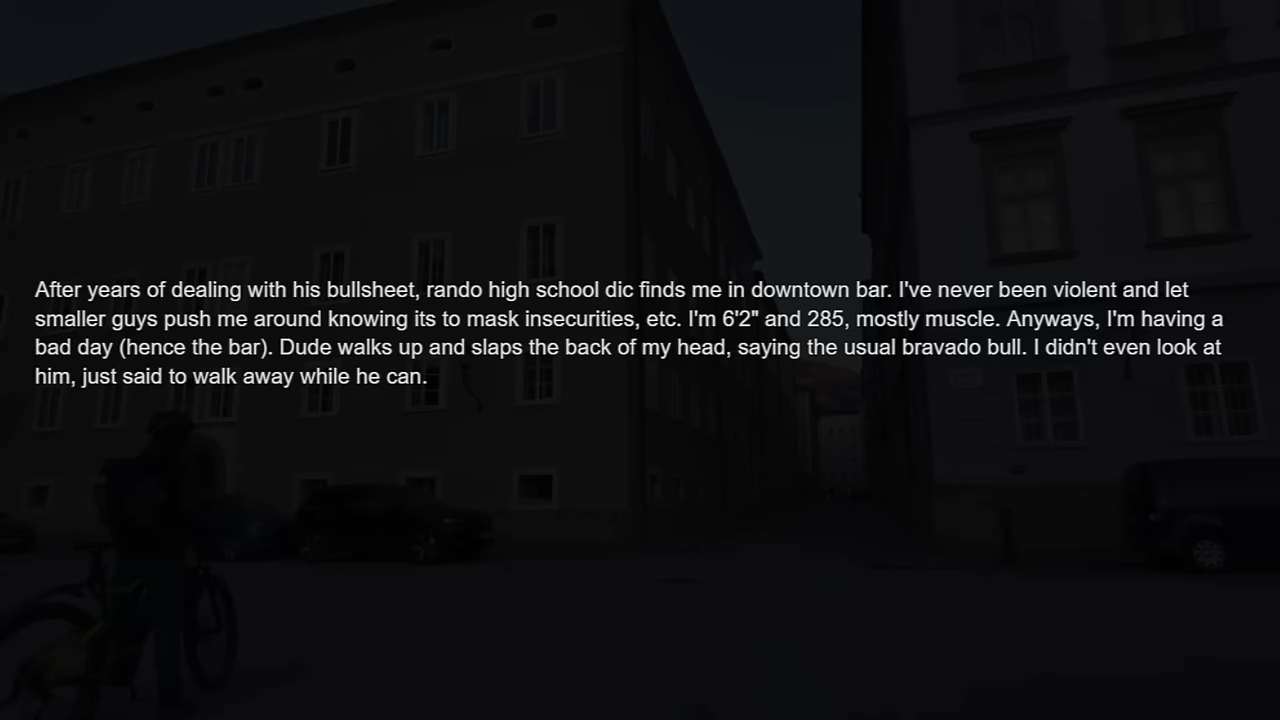 After years of dealing with his bullsheet, rando high school dic finds me in downtown bar. I've never been violent and let
smaller guys push me around knowing its to mask insecurities, etc. I'm 6'2" and 285, mostly muscle. Anyways, I'm having a
bad day (hence the bar). Dude walks up and slaps the back of my head, saying the usual bravado bull. I didn't even look at
him, just said to walk away while he can.